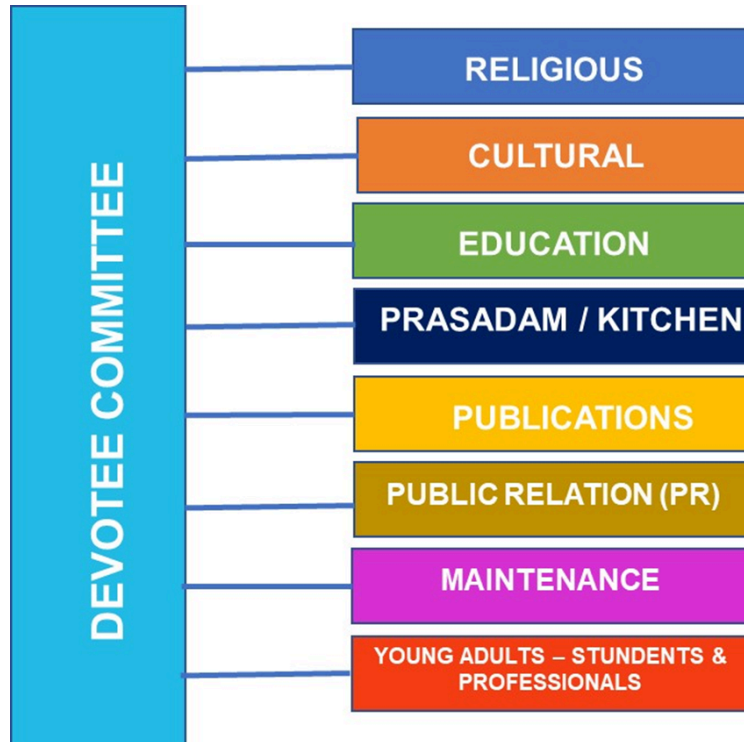 DEVOTEE COMMITTEE
RELIGIOUS
CULTURAL
EDUCATION
PRASADAM / KITCHEN
PUBLICATIONS
PUBLIC RELATION (PR)
MAINTENANCE
YOUNG ADULTS – STUNDENTS &
PROFESSIONALS